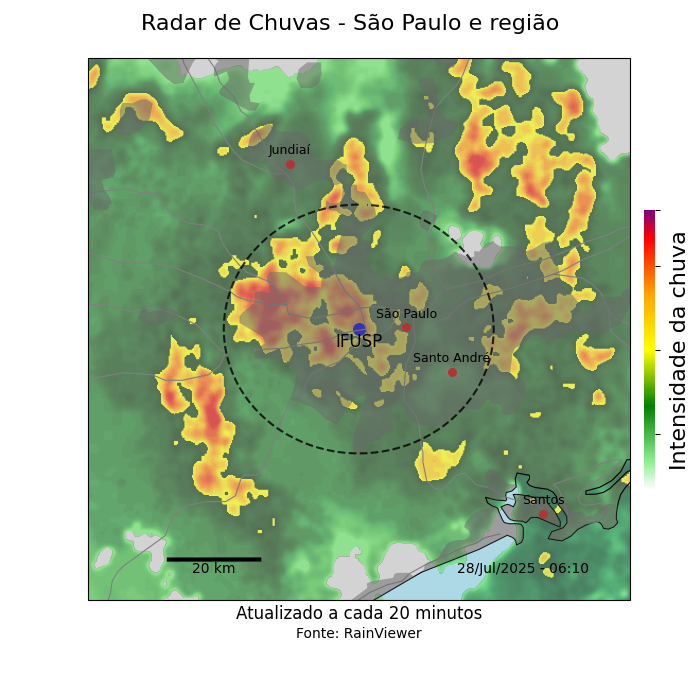 Radar de Chuvas - São Paulo e região
Jundiaí
São Paulo
IFUSP
Santo André
Santos
20 km
28/Jul/2025 - 06:10
Intensidade da chuva
Atualizado a cada 20 minutos
Fonte: RainViewer